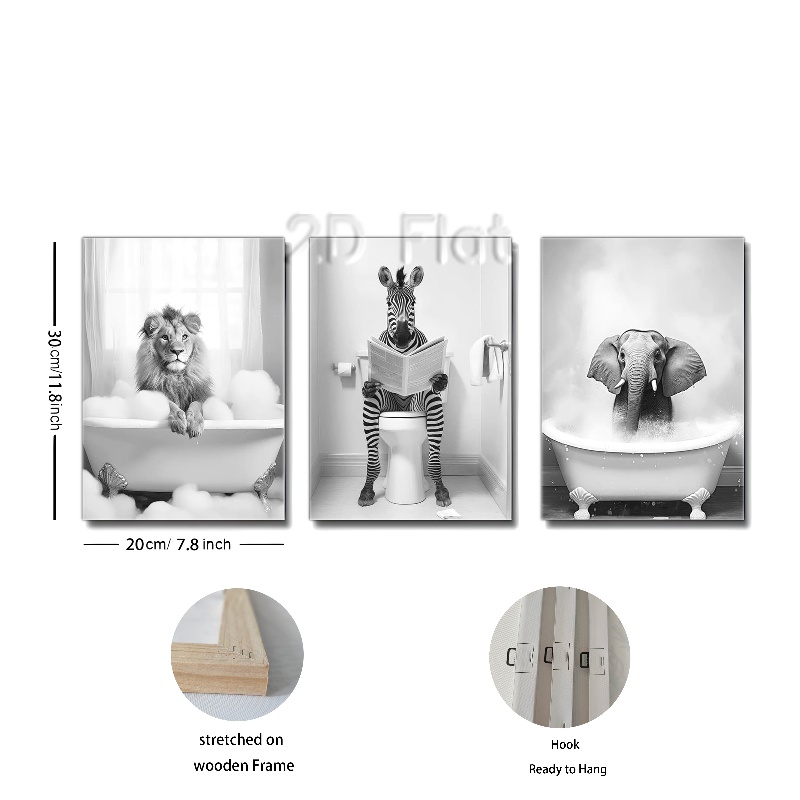 2D Flat
30cm/11.8inch
20cm/ 7.8 inch
stretched on
wooden Frame
Hook
Ready to Hang